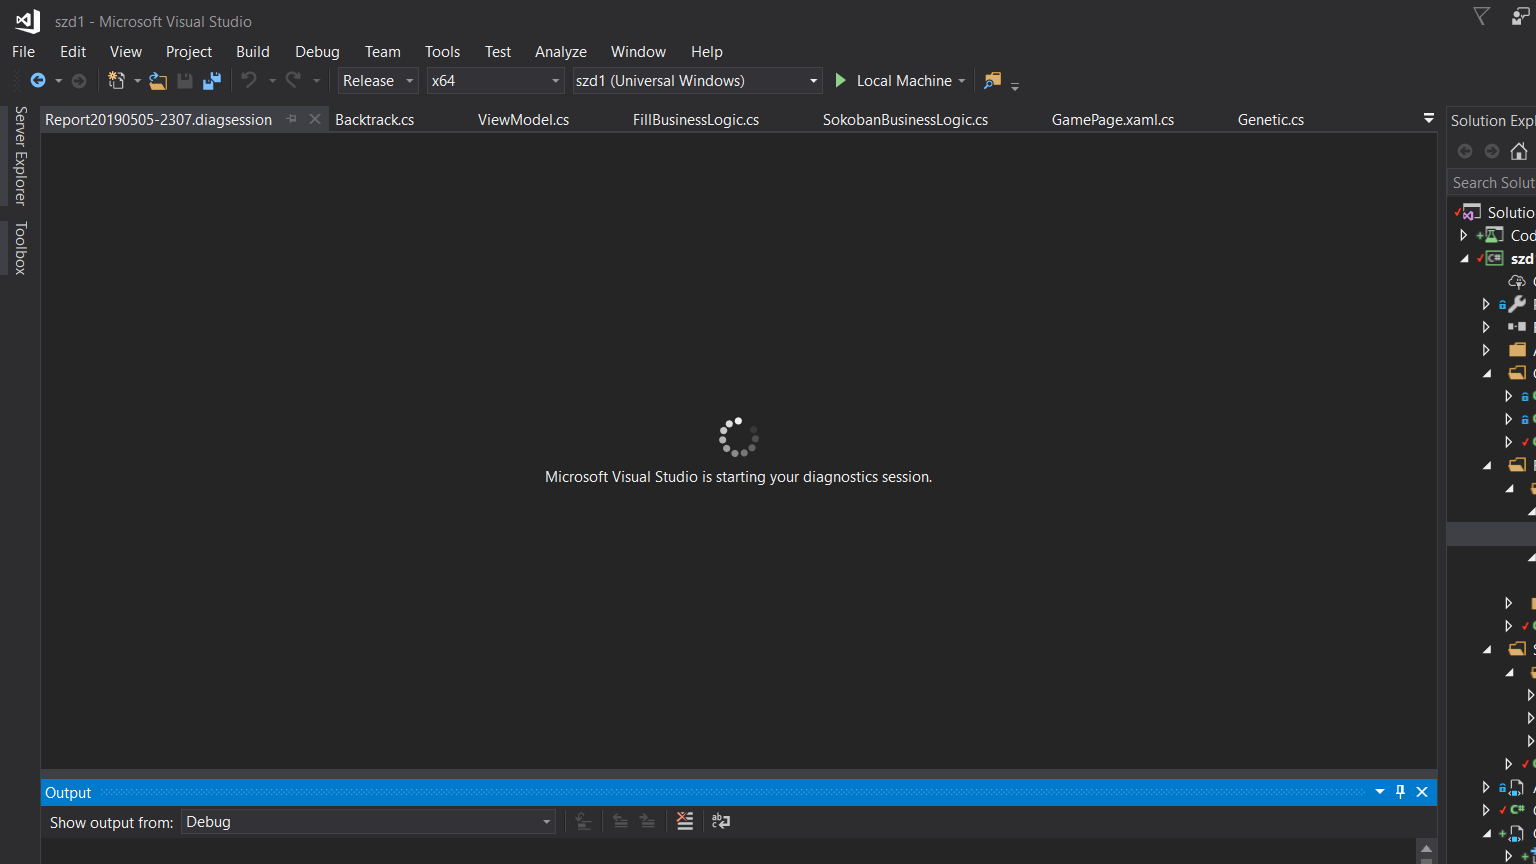 szd1 - Microsoft Visual Studio
File Edit View Project Build Debug Team Tools Test Analyze Window Help
Release x64 szd1 (Universal Windows) Local Machine
Server Explorer
Toolbox
Report20190505-2307.diagsession Backtrack.cs ViewModel.cs FillBusinessLogic.cs SokobanBusinessLogic.cs GamePage.xaml.cs Genetic.cs
Microsoft Visual Studio is starting your diagnostics session.
Output
Show output from: Debug
Solution Expl
Search Solut
Solutio
Cod
szd